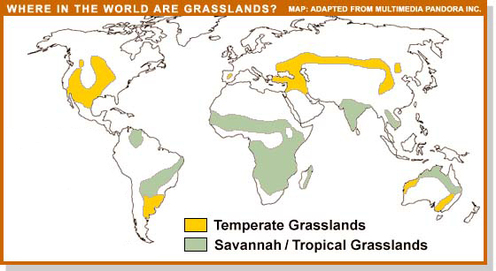 WHERE IN THE WORLD ARE GRASSLANDS? MAP: ADAPTED FROM MULTIMEDIA PANDORA INC.
Temperate Grasslands
Savannah / Tropical Grasslands